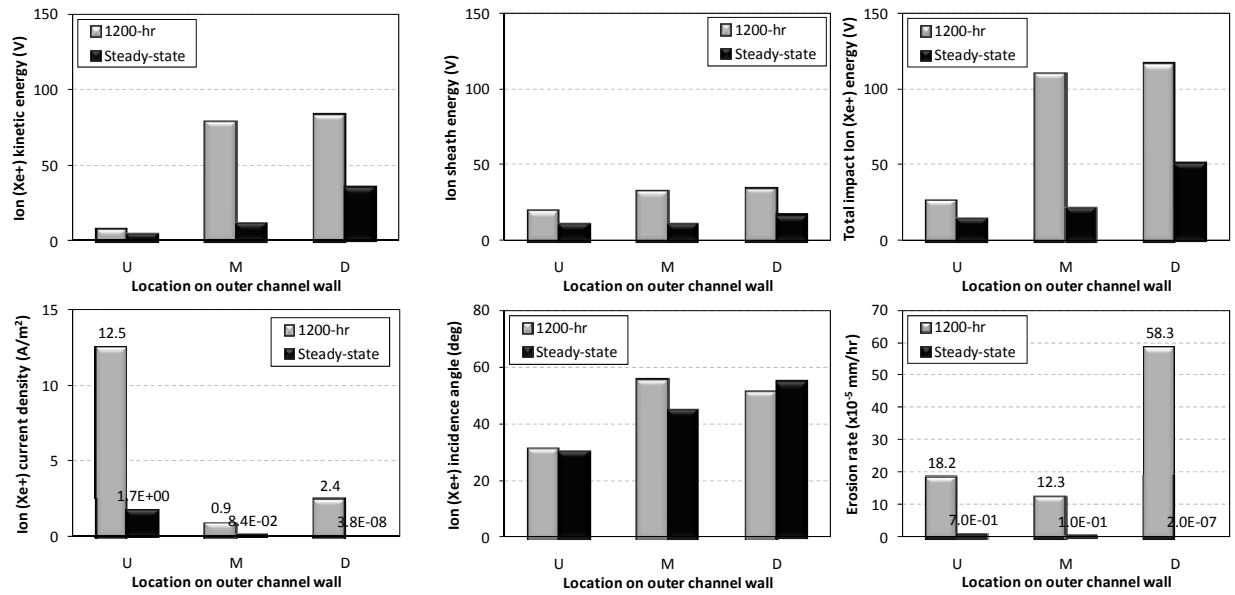 Ion (Xe+) kinetic energy (V)
150
100
50
0
1200-hr
Steady-state
U M D
Location on outer channel wall
Ion sheath energy (V)
150
100
50
0
1200-hr
Steady-state
U M D
Location on outer channel wall
Total impact Ion (Xe+) energy (V)
150
100
50
0
1200-hr
Steady-state
U M D
Location on outer channel wall
Ion (Xe+) current density (A/m²)
15
10
5
0
1200-hr
Steady-state
12.5
1.7E+00
0.9
8.4E-02
2.4
3.8E-08
U M D
Location on outer channel wall
Ion (Xe+) incidence angle (deg)
80
60
40
20
0
1200-hr
Steady-state
U M D
Location on outer channel wall
Erosion rate (x10⁻⁵ mm/hr)
70
60
50
40
30
20
10
0
1200-hr
Steady-state
18.2
7.0E-01
12.3
1.0E-01
58.3
2.0E-07
U M D
Location on outer channel wall